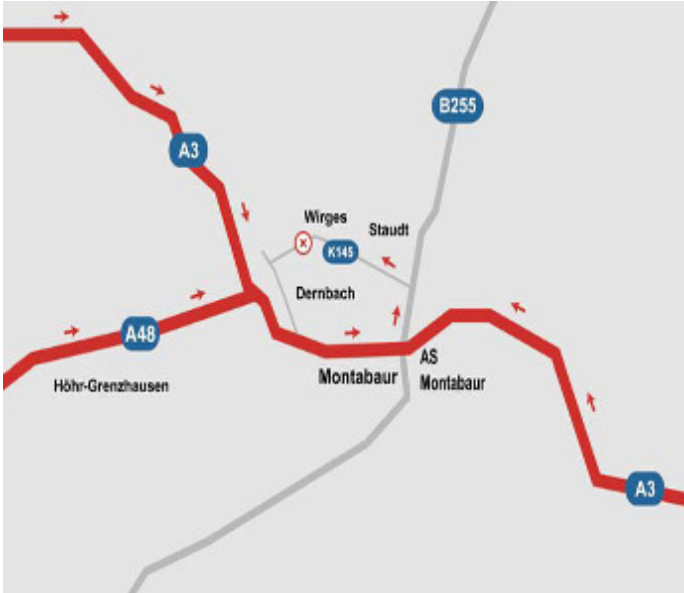 B255
A3
Wirges
Staudt
K145
Dernbach
A48
Höhr-Grenzhausen
Montabaur
AS
Montabaur
A3